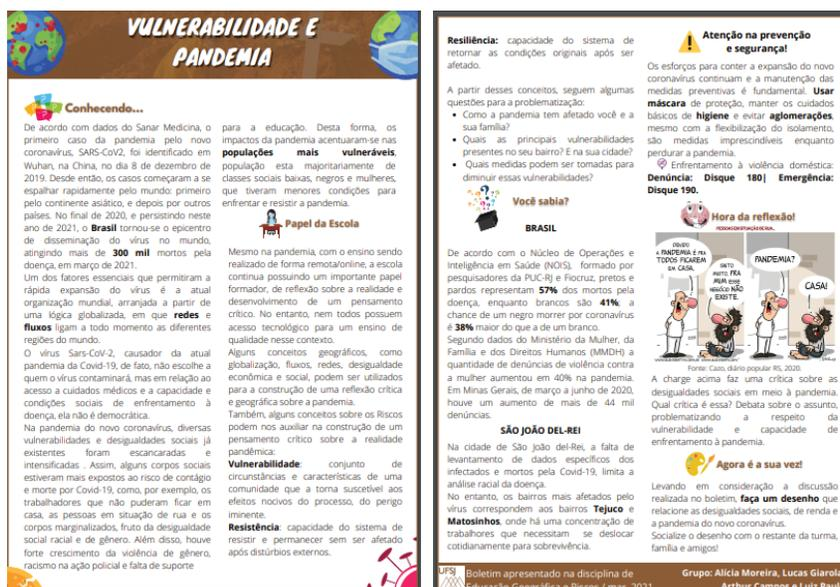 VULNERABILIDADE E
PANDEMIA
Conhecendo...
De acordo com dados do Sanar Medicina, o
primeiro caso da pandemia pelo novo
coronavírus, SARS-CoV2, foi identificado em
Wuhan, na China, no dia 8 de dezembro de
2019. Desde então, os casos começaram a se
espalhar rapidamente pelo mundo: primeiro
pelo continente asiático, e depois por outros
países. No final de 2020, e persistindo neste
ano de 2021, o Brasil tornou-se o epicentro
de disseminação do vírus no mundo,
atingindo mais de 300 mil mortos pela
doença, em março de 2021.
Um dos fatores essenciais que permitiram a
rápida expansão do vírus é a atual
organização mundial, arranjada a partir de
uma lógica globalizada, em que redes e
fluxos ligam a todo momento as diferentes
regiões do mundo.
O vírus Sars-CoV-2, causador da atual
pandemia da Covid-19, de fato, não escolhe a
quem o vírus contaminará, mas em relação ao
acesso a cuidados médicos e a capacidade e
condições sociais de enfrentamento à
doença, ela não é democrática.
Na pandemia do novo coronavírus, diversas
vulnerabilidades e desigualdades sociais já
existentes foram escancaradas e
intensificadas . Assim, alguns corpos sociais
estiveram mais expostos ao risco de contágio
e morte por Covid-19, como, por exemplo, os
trabalhadores que não puderam ficar em
casa, as pessoas em situação de rua e os
corpos marginalizados, fruto da desigualdade
social racial e de gênero. Além disso, houve
forte crescimento da violência de gênero,
racismo na ação policial e falta de suporte
para a educação. Desta forma, os
impactos da pandemia acentuaram-se nas
populações mais vulneráveis,
população esta majoritariamente de
classes sociais baixas, negros e mulheres,
que tiveram menores condições para
enfrentar e resistir a pandemia.
Papel da Escola
Mesmo na pandemia, com o ensino sendo
realizado de forma remota/online, a escola
continua possuindo um importante papel
formador, de reflexão sobre a realidade e
desenvolvimento de um pensamento
crítico. No entanto, nem todos possuem
acesso tecnológico para um ensino de
qualidade nesse contexto.
Alguns conceitos geográficos, como
globalização, fluxos, redes, desigualdade
econômica e social, podem ser utilizados
para a construção de uma reflexão crítica
e geográfica sobre a pandemia.
Também, alguns conceitos sobre os Riscos
podem nos auxiliar na construção de um
pensamento crítico sobre a realidade
pandêmica:
Vulnerabilidade: conjunto de
circunstâncias e características de uma
comunidade que a torna suscetível aos
efeitos nocivos do processo, do perigo
iminente.
Resistência: capacidade do sistema de
resistir e permanecer sem ser afetado
após distúrbios externos.
Resiliência: capacidade do sistema de
retornar as condições originais após ser
afetado.
A partir desses conceitos, seguem algumas
questões para a problematização:
• Como a pandemia tem afetado você e a
sua família?
• Quais as principais vulnerabilidades
presentes no seu bairro? E na sua cidade?
• Quais medidas podem ser tomadas para
diminuir essas vulnerabilidades?
Você sabia?
BRASIL
De acordo com o Núcleo de Operações e
Inteligência em Saúde (NOIS), formado por
pesquisadores da PUC-RJ e Fiocruz, pretos e
pardos representam 57% dos mortos pela
doença, enquanto brancos são 41%; a
chance de um negro morrer por coronavírus
é 38% maior do que a de um branco.
Segundo dados do Ministério da Mulher, da
Família e dos Direitos Humanos (MMDH) a
quantidade de denúncias de violência contra
a mulher aumentou em 40% na pandemia.
Em Minas Gerais, de março a junho de 2020,
houve um aumento de mais de 44 mil
denúncias.
SÃO JOÃO DEL-REI
Na cidade de São João del-Rei, a falta de
levantamento de dados específicos dos
infectados e mortos pela Covid-19, limita a
análise racial da doença.
No entanto, os bairros mais afetados pelo
vírus correspondem aos bairros Tejuco e
Matosinhos, onde há uma concentração de
trabalhores que necessitam se deslocar
cotidianamente para sobrevivência.
Atenção na prevenção
e segurança!
Os esforços para conter a expansão do novo
coronavírus continuam e a manutenção das
medidas preventivas é fundamental. Usar
máscara de proteção, manter os cuidados
básicos de higiene e evitar aglomerações,
mesmo com a flexibilização do isolamento,
são medidas imprescindíveis enquanto
perdurar a pandemia.
Enfrentamento à violência doméstica:
Denúncia: Disque 180| Emergência:
Disque 190.
Hora da reflexão!
DEVIDO
A PANDEMIA É PRA
TODOS FICAREM
EM CASA.
SINTO
MUITO, PRA
MIM ESSE
NEGÓCIO NÃO
EXISTE.
PANDEMIA?
CASA!
Fonte: Cazo, diário popular RS, 2020.
A charge acima faz uma crítica sobre as
desigualdades sociais em meio à pandemia.
Qual crítica é essa? Debata sobre o assunto,
problematizando a respeito da
vulnerabilidade e capacidade de
enfrentamento à pandemia.
Agora é a sua vez!
Levando em consideração a discussão
realizada no boletim, faça um desenho que
relacione as desigualdades sociais, de renda e
a pandemia do novo coronavírus.
Socialize o desenho com o restante da turma,
família e amigos!
UFSJ
Boletim apresentado na disciplina de
Educação Geográfica e Riscos / mar. 2021
Grupo: Alícia Moreira, Lucas Giarola
Arthur Campos e Luiz